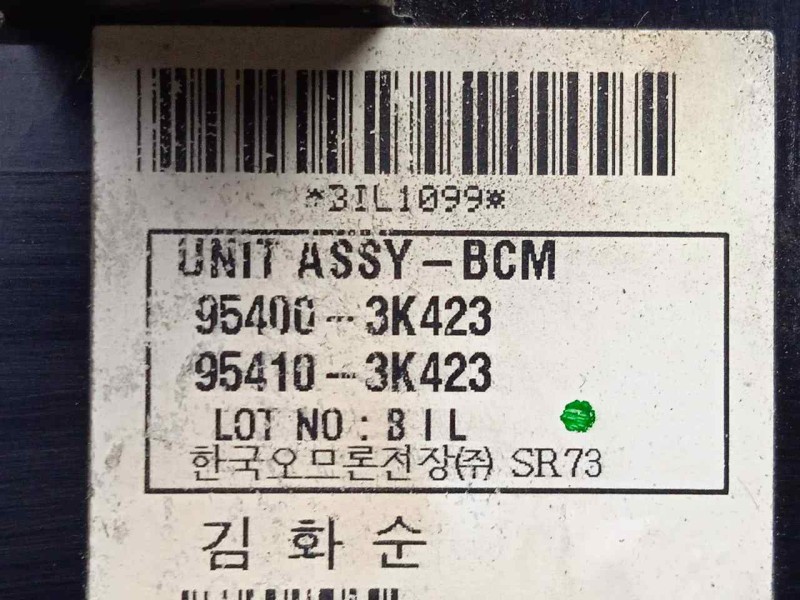 *3IL1099*
UNIT ASSY-BCM
95400-3K423
95410-3K423
LOT NO : BIL
한국오므론전장㈜ SR73
김 화 순